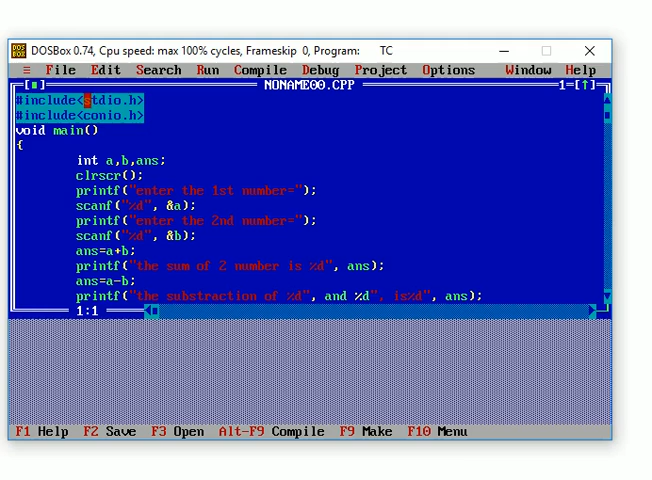 DOSBox 0.74, Cpu speed: max 100% cycles, Frameskip 0, Program: TC
≡ File Edit Search Run Compile Debug Project Options Window Help
[■] NONAME00.CPP 1=[↑]
#include<stdio.h>
#include<conio.h>
void main()
{
int a,b,ans;
clrscr();
printf("enter the 1st number=");
scanf("%d", &a);
printf("enter the 2nd number=");
scanf("%d", &b);
ans=a+b;
printf("the sum of 2 number is %d", ans);
ans=a-b;
printf("the substraction of %d", and %d", is%d", ans);
1:1
F1 Help F2 Save F3 Open Alt-F9 Compile F9 Make F10 Menu